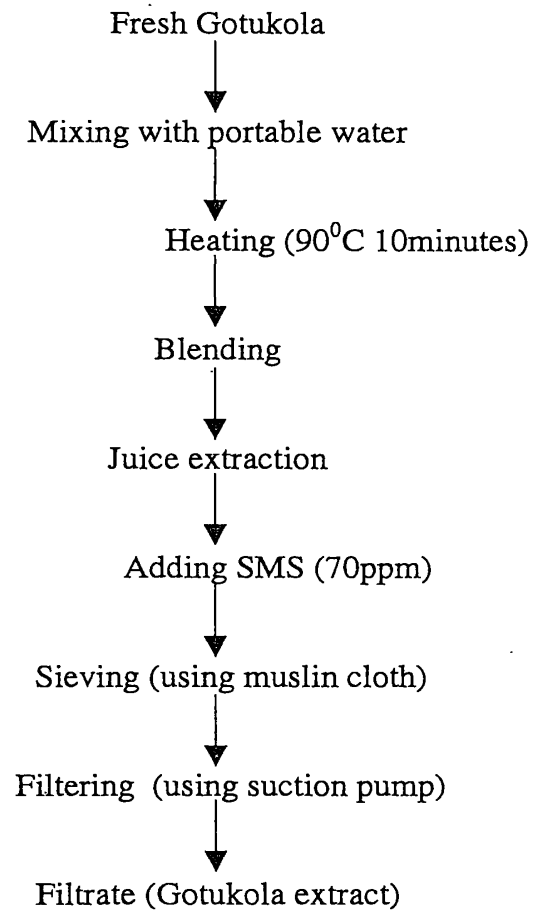 Fresh Gotukola
Mixing with portable water
Heating (90⁰C 10minutes)
Blending
Juice extraction
Adding SMS (70ppm)
Sieving (using muslin cloth)
Filtering (using suction pump)
Filtrate (Gotukola extract)